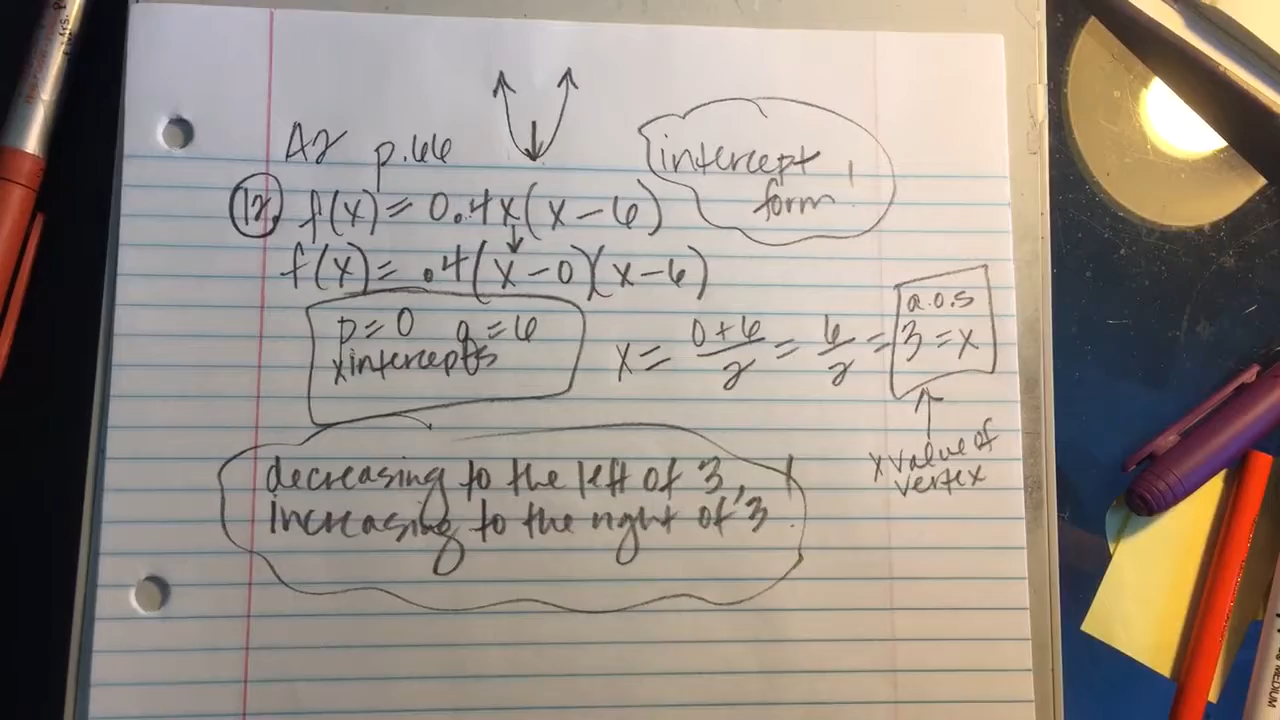 A2 p.66
intercept
form
12. f(x) = 0.4x(x-6)
f(x) = .4(x-0)(x-6)
p=0 q=6
x intercepts
x = 0+6/2 = 6/2 = 3=x
a.o.s
x value of
vertex
decreasing to the left of 3,
increasing to the right of 3.
MEDIUM